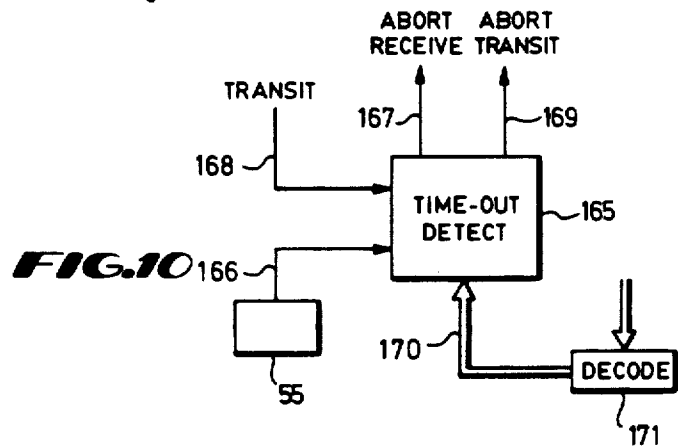 ABORT ABORT
RECEIVE TRANSIT
TRANSIT
167
169
168
TIME-OUT
DETECT
165
FIG.10
166
170
DECODE
55
171